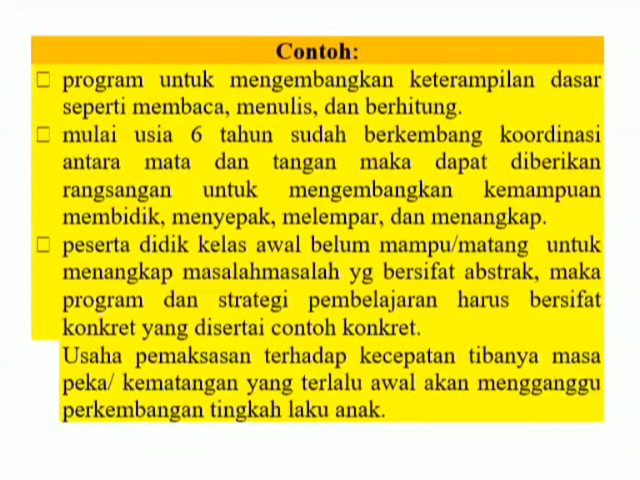 Contoh:
□ program untuk mengembangkan keterampilan dasar
seperti membaca, menulis, dan berhitung.
□ mulai usia 6 tahun sudah berkembang koordinasi
antara mata dan tangan maka dapat diberikan
rangsangan untuk mengembangkan kemampuan
membidik, menyepak, melempar, dan menangkap.
□ peserta didik kelas awal belum mampu/matang untuk
menangkap masalahmasalah yg bersifat abstrak, maka
program dan strategi pembelajaran harus bersifat
konkret yang disertai contoh konkret.
Usaha pemaksasan terhadap kecepatan tibanya masa
peka/ kematangan yang terlalu awal akan mengganggu
perkembangan tingkah laku anak.